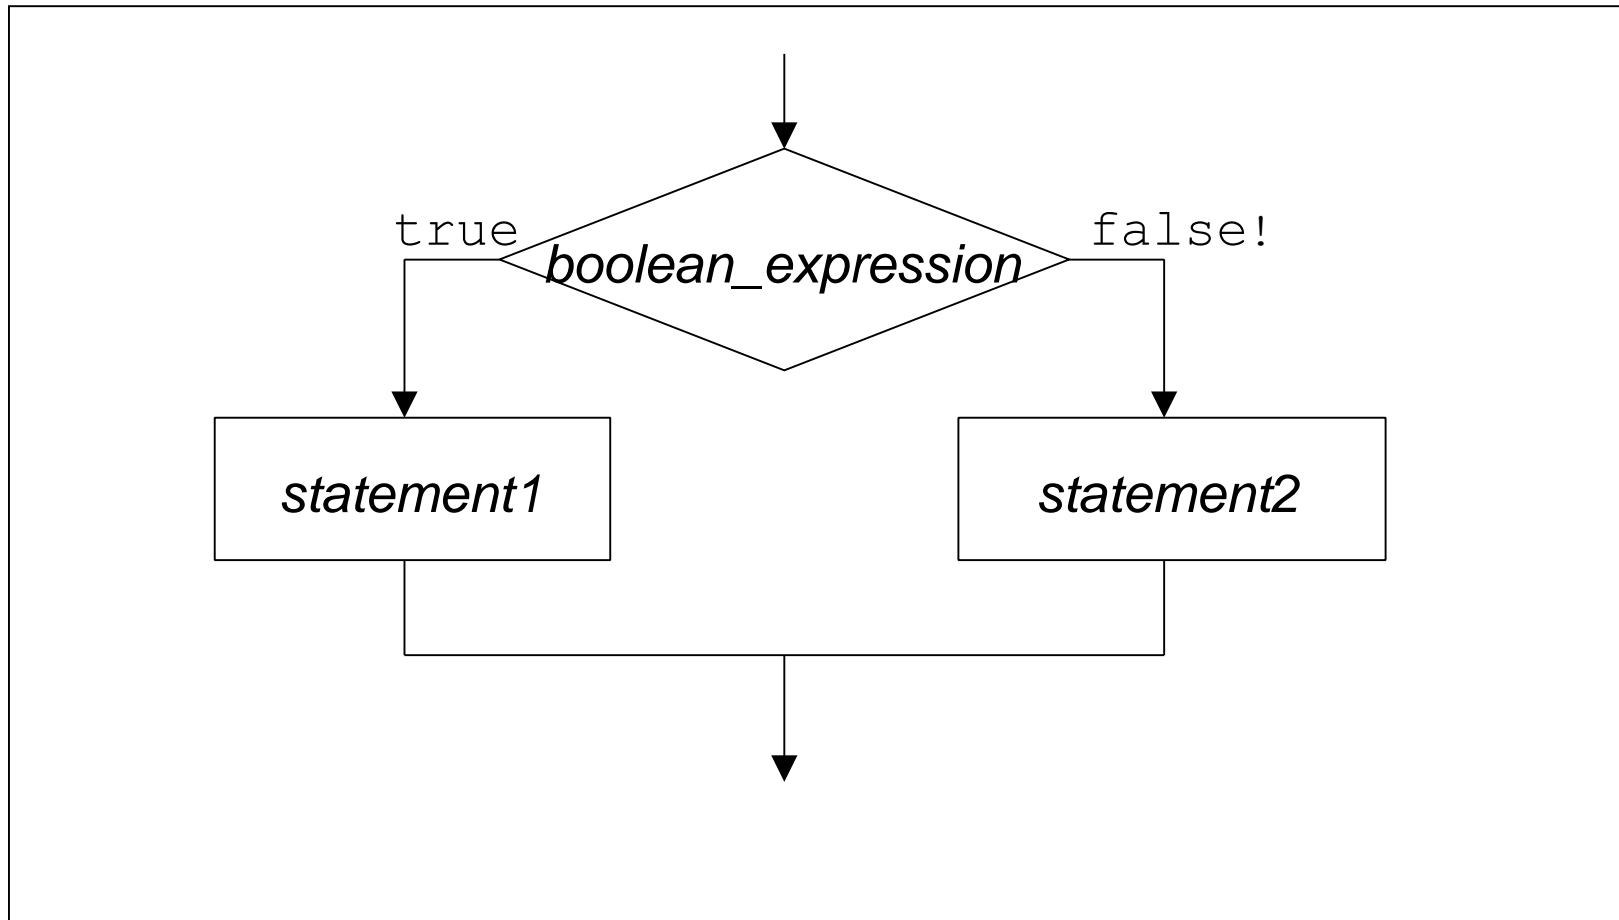 true
false!
boolean_expression
statement1
statement2